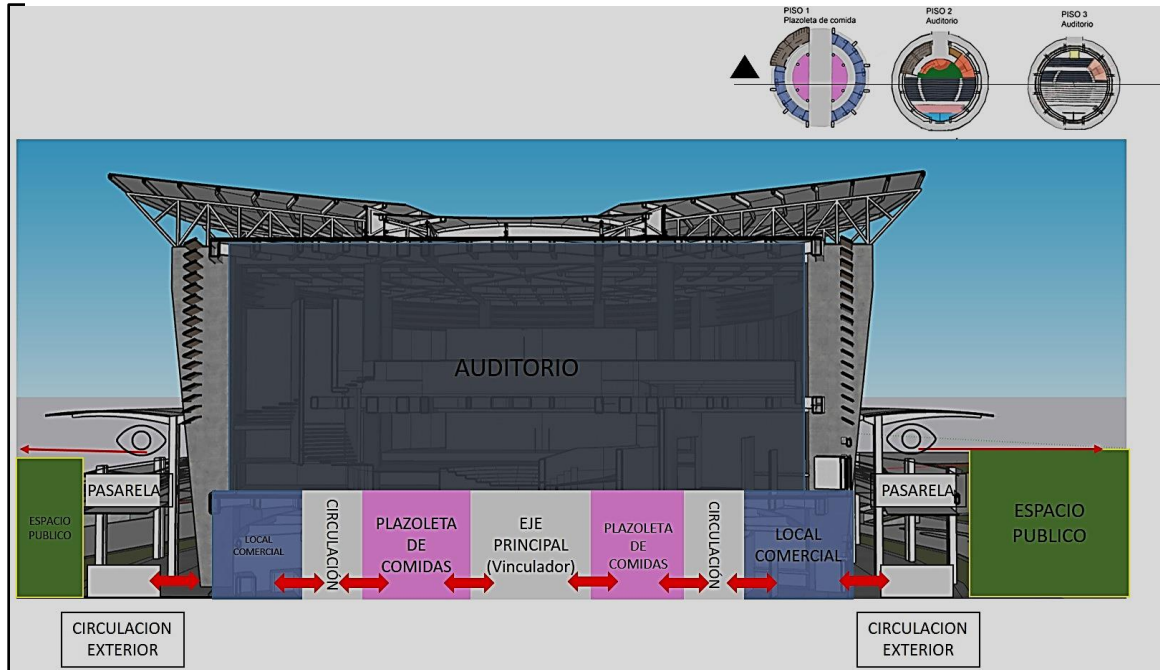 PISO 1
Plazoleta de comida
PISO 2
Auditorio
PISO 3
Auditorio
AUDITORIO
PASARELA
PASARELA
ESPACIO
PUBLICO
LOCAL
COMERCIAL
CIRCULACIÓN
PLAZOLETA
DE
COMIDAS
EJE
PRINCIPAL
(Vinculador)
PLAZOLETA
DE
COMIDAS
CIRCULACIÓN
LOCAL
COMERCIAL
ESPACIO
PUBLICO
CIRCULACION
EXTERIOR
CIRCULACION
EXTERIOR